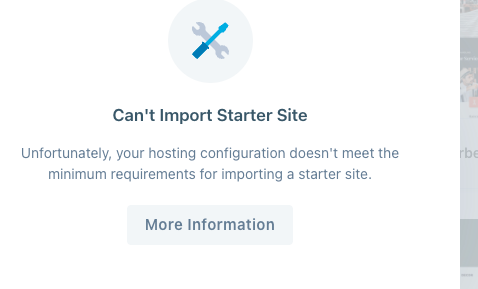 Can't Import Starter Site
Unfortunately, your hosting configuration doesn't meet the
minimum requirements for importing a starter site.
More Information